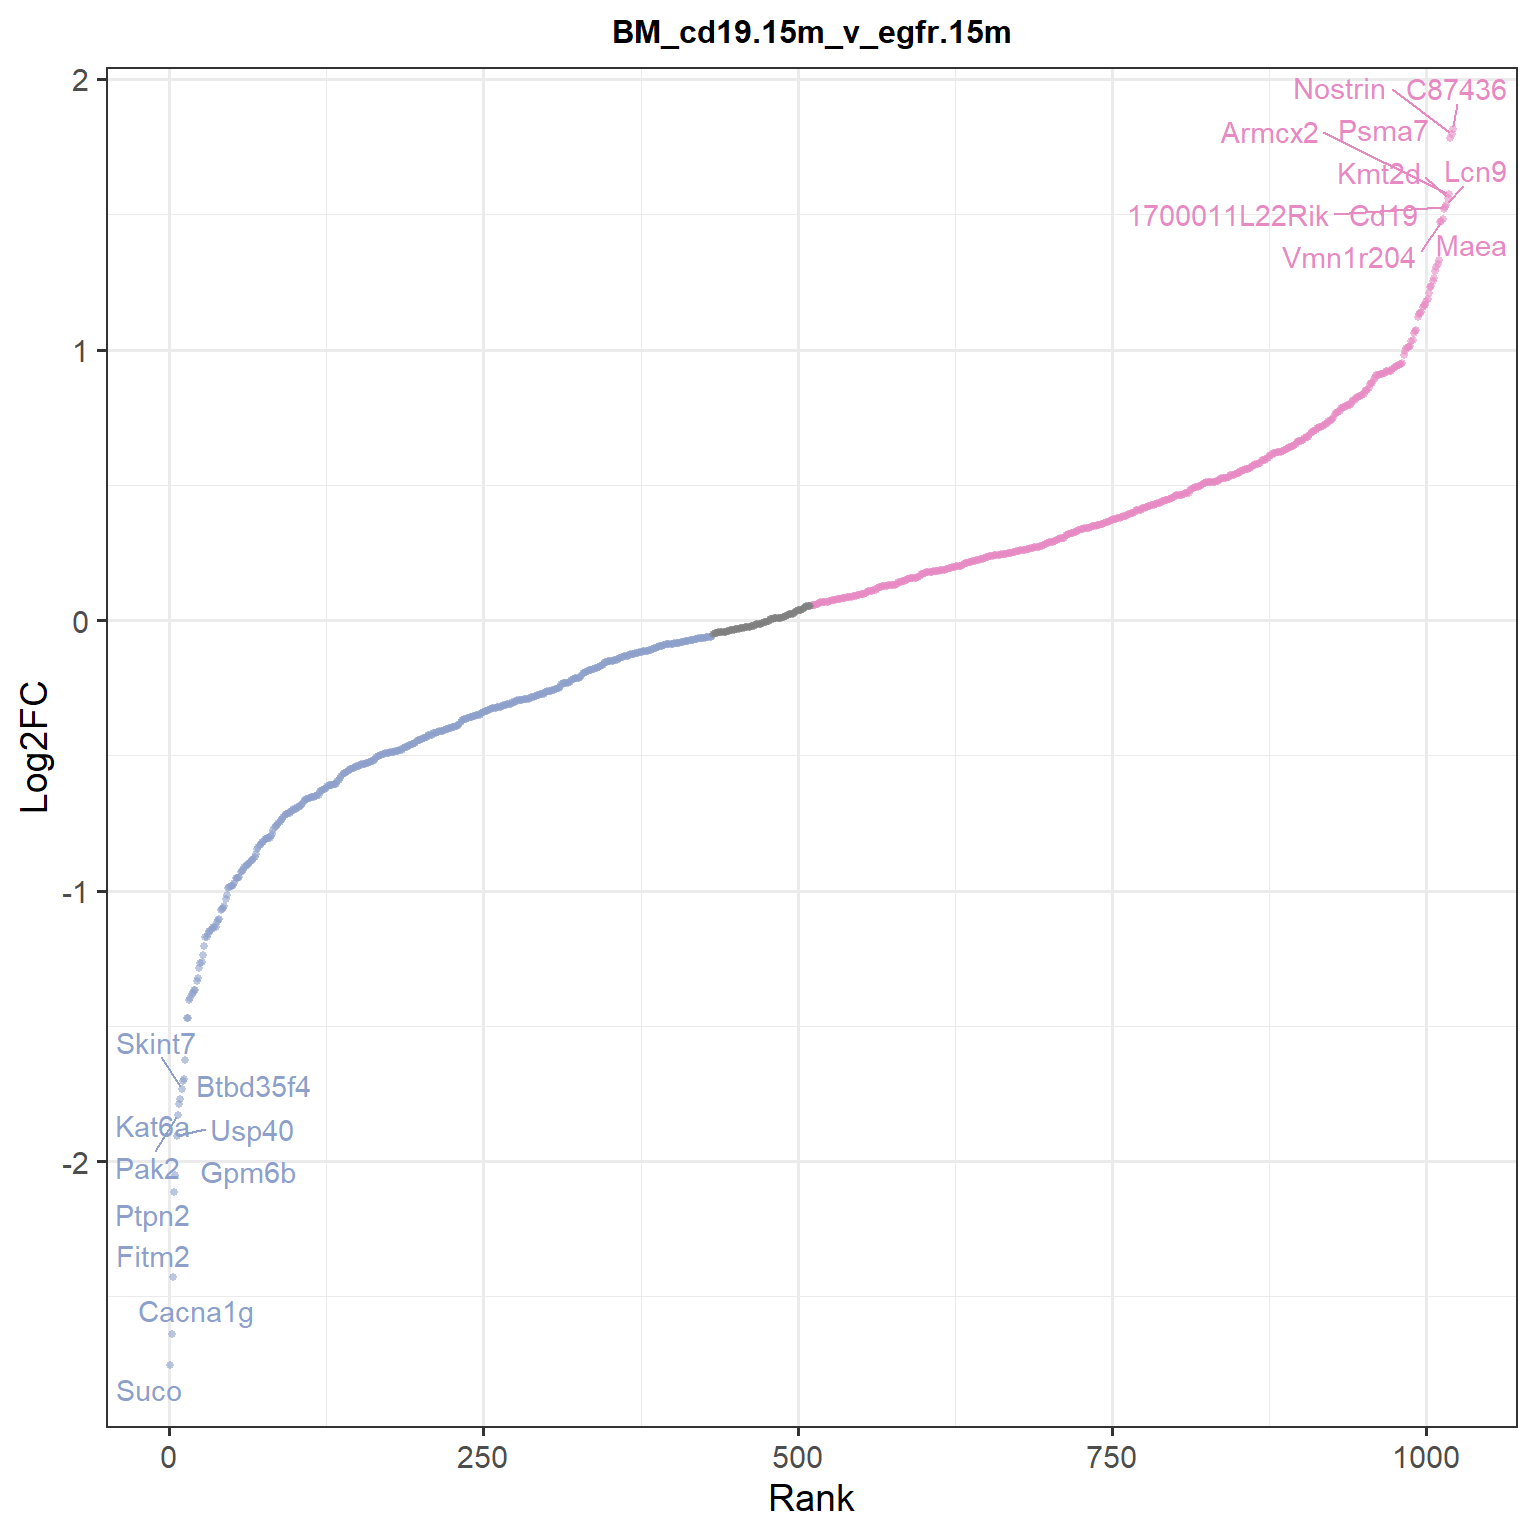 BM_cd19.15m_v_egfr.15m
Log2FC
2
1
0
-1
-2
Nostrin
C87436
Armcx2
Psma7
Kmt2d
Lcn9
1700011L22Rik
Cd19
Vmn1r204
Maea
Skint7
Btbd35f4
Kat6a
Usp40
Pak2
Gpm6b
Ptpn2
Fitm2
Cacna1g
Suco
0
250
500
750
1000
Rank